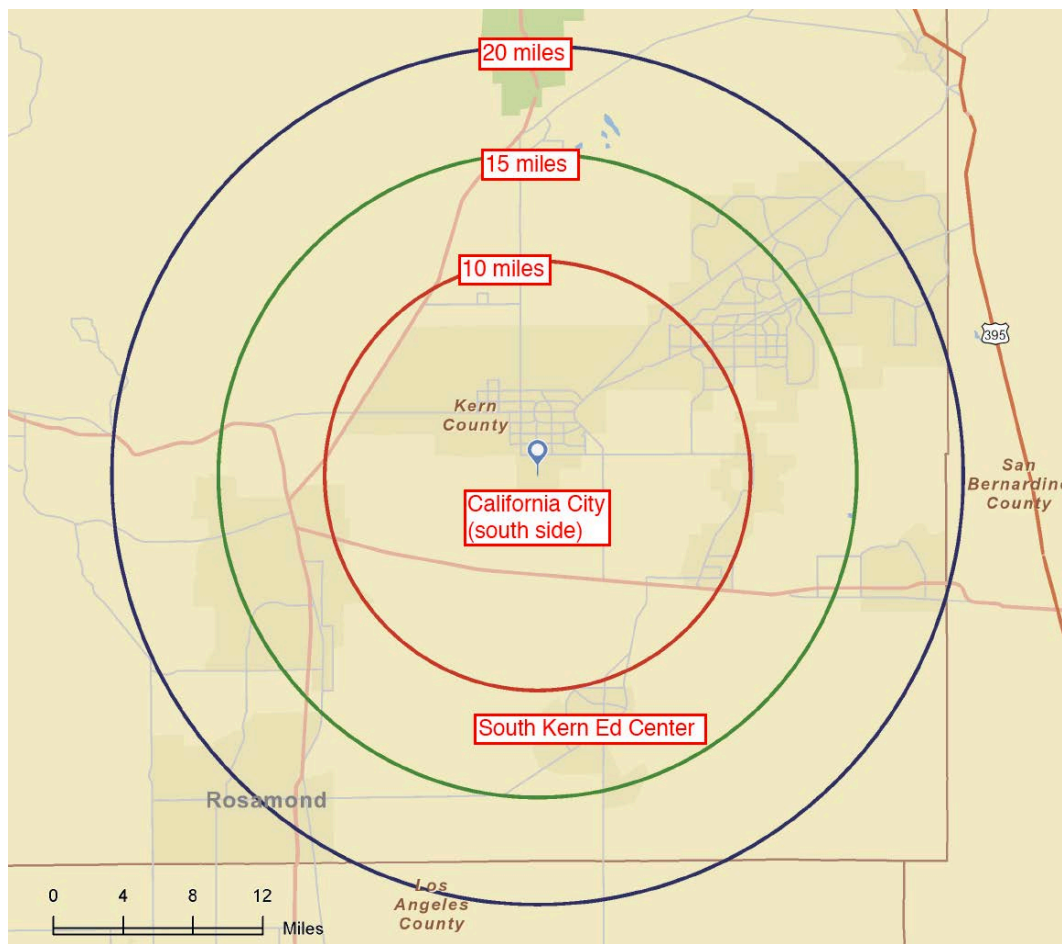 20 miles
15 miles
10 miles
395
Kern
County
San
Bernardino
County
California City
(south side)
South Kern Ed Center
Rosamond
Los
Angeles
County
0 4 8 12
Miles